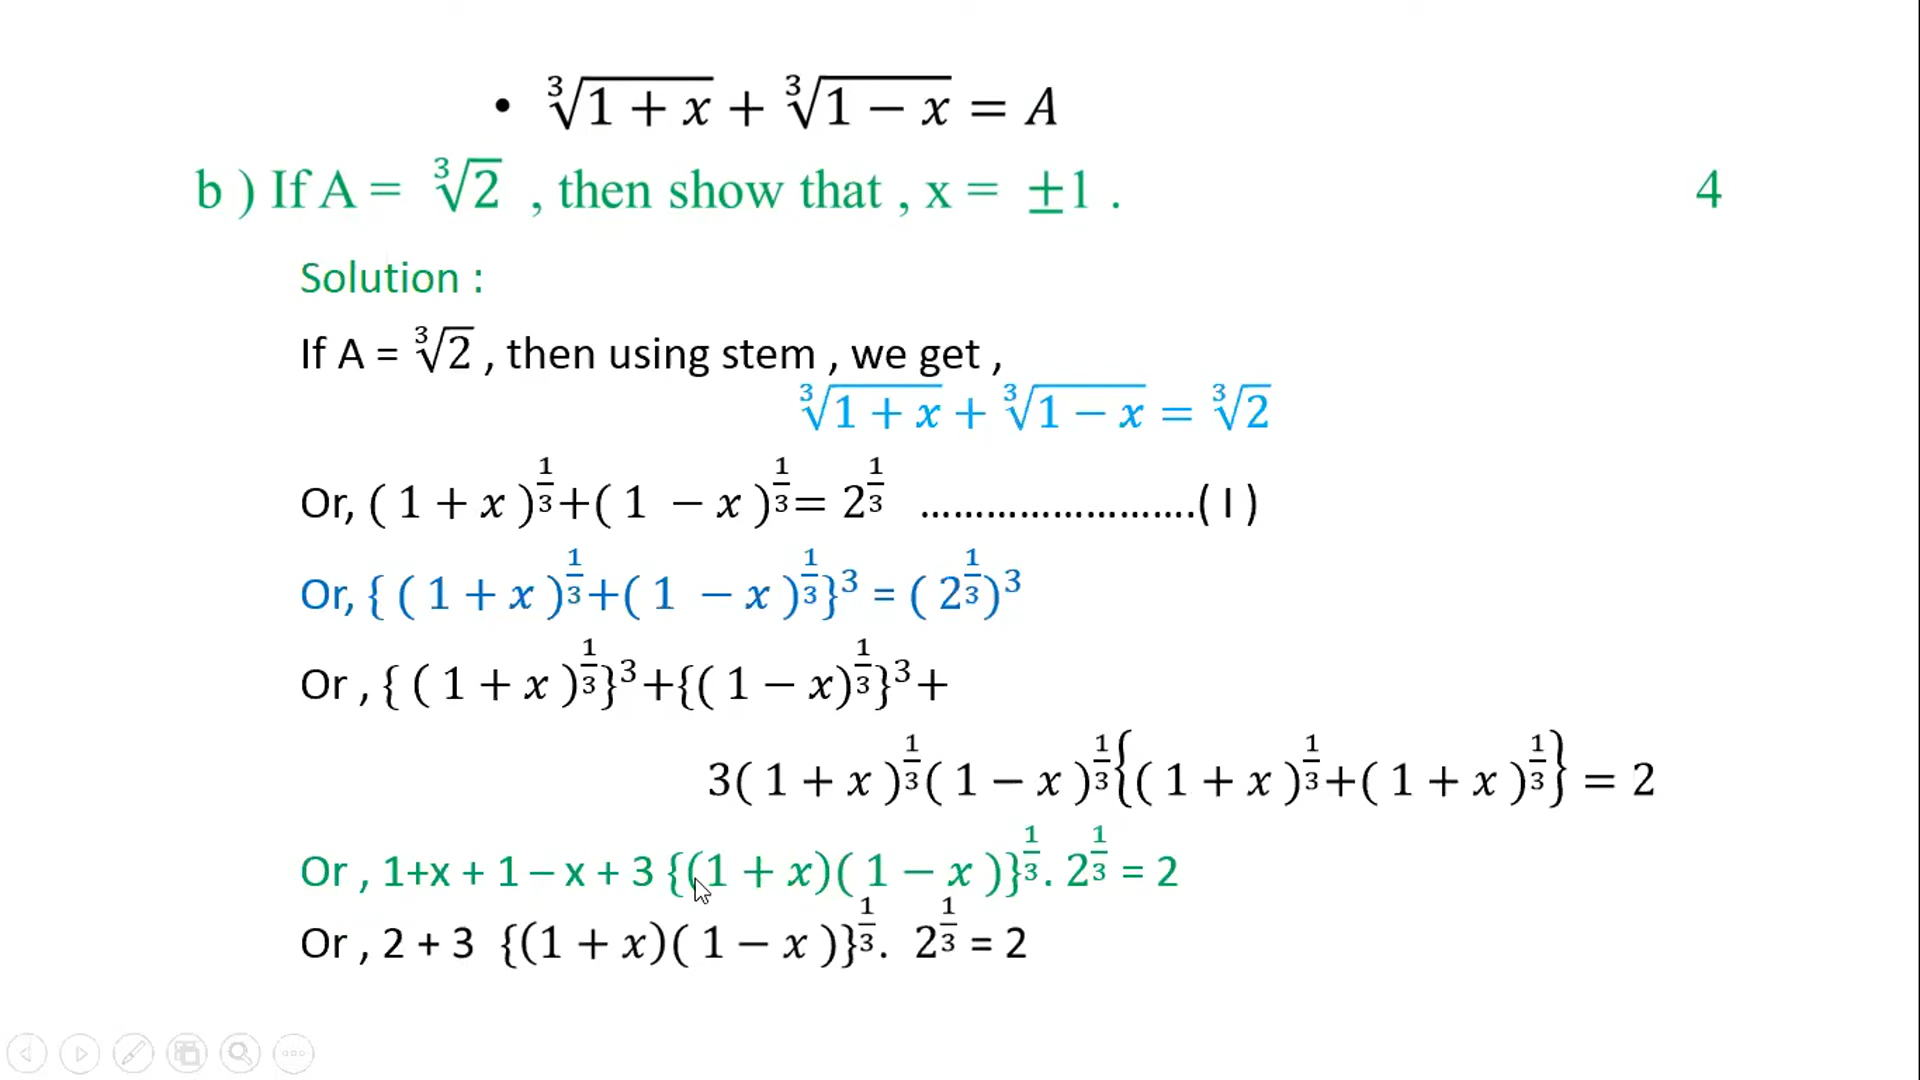 • ∛(1 + x) + ∛(1 − x) = A
b ) If A = ∛2 , then show that , x = ±1 . 4
Solution :
If A = ∛2 , then using stem , we get ,
∛(1 + x) + ∛(1 − x) = ∛2
Or, ( 1 + x )^(1/3)+( 1 − x )^(1/3)= 2^(1/3) ……………………….( I )
Or, { ( 1 + x )^(1/3)+( 1 − x )^(1/3)}^3 = ( 2^(1/3))^3
Or , { ( 1 + x )^(1/3)}^3+{( 1 − x)^(1/3)}^3+
3( 1 + x )^(1/3)( 1 − x )^(1/3){( 1 + x )^(1/3)+( 1 + x )^(1/3)} = 2
Or , 1+x + 1 – x + 3 {(1 + x)( 1 − x )}^(1/3). 2^(1/3) = 2
Or , 2 + 3 {(1 + x)( 1 − x )}^(1/3). 2^(1/3) = 2